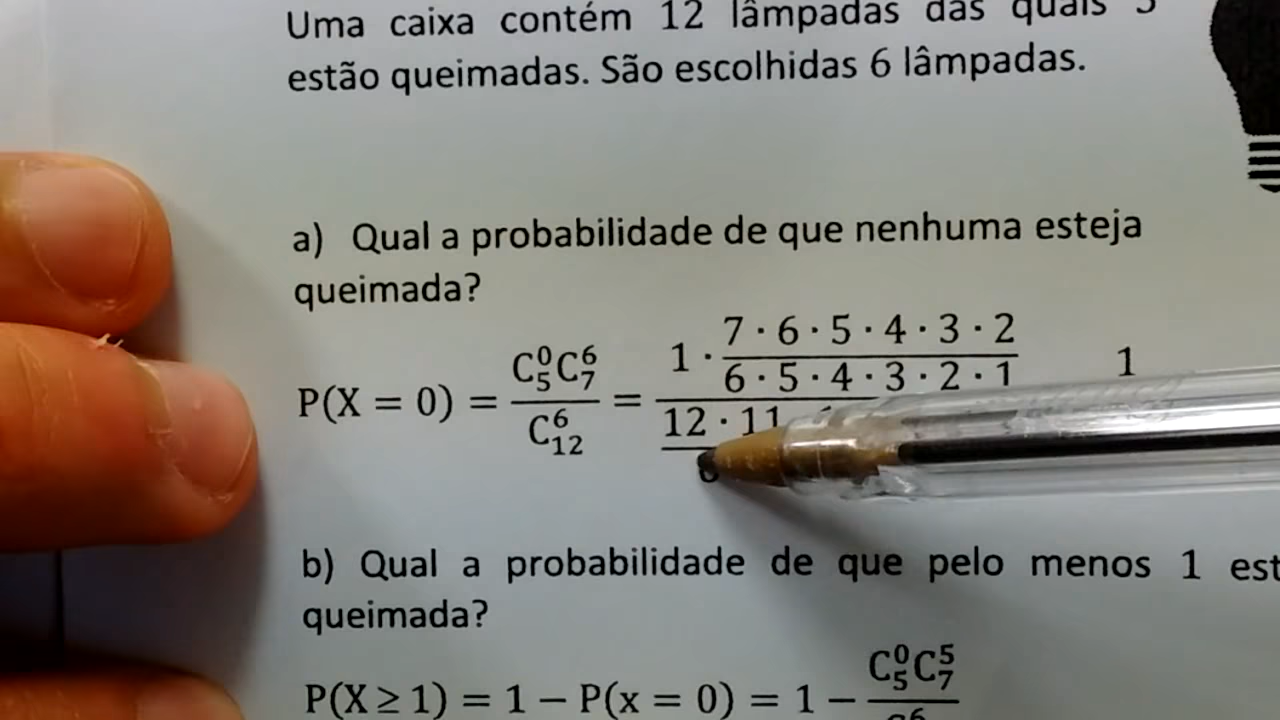 Uma caixa contém 12 lâmpadas das quais 5
estão queimadas. São escolhidas 6 lâmpadas.
a) Qual a probabilidade de que nenhuma esteja
queimada?
P(X = 0) = C₅⁰C₇⁶ / C₁₂⁶ = 1 · 7 · 6 · 5 · 4 · 3 · 2 / 6 · 5 · 4 · 3 · 2 · 1 / 12 · 11 1
b) Qual a probabilidade de que pelo menos 1 est
queimada?
P(X ≥ 1) = 1 − P(x = 0) = 1 − C₅⁰C₇⁵